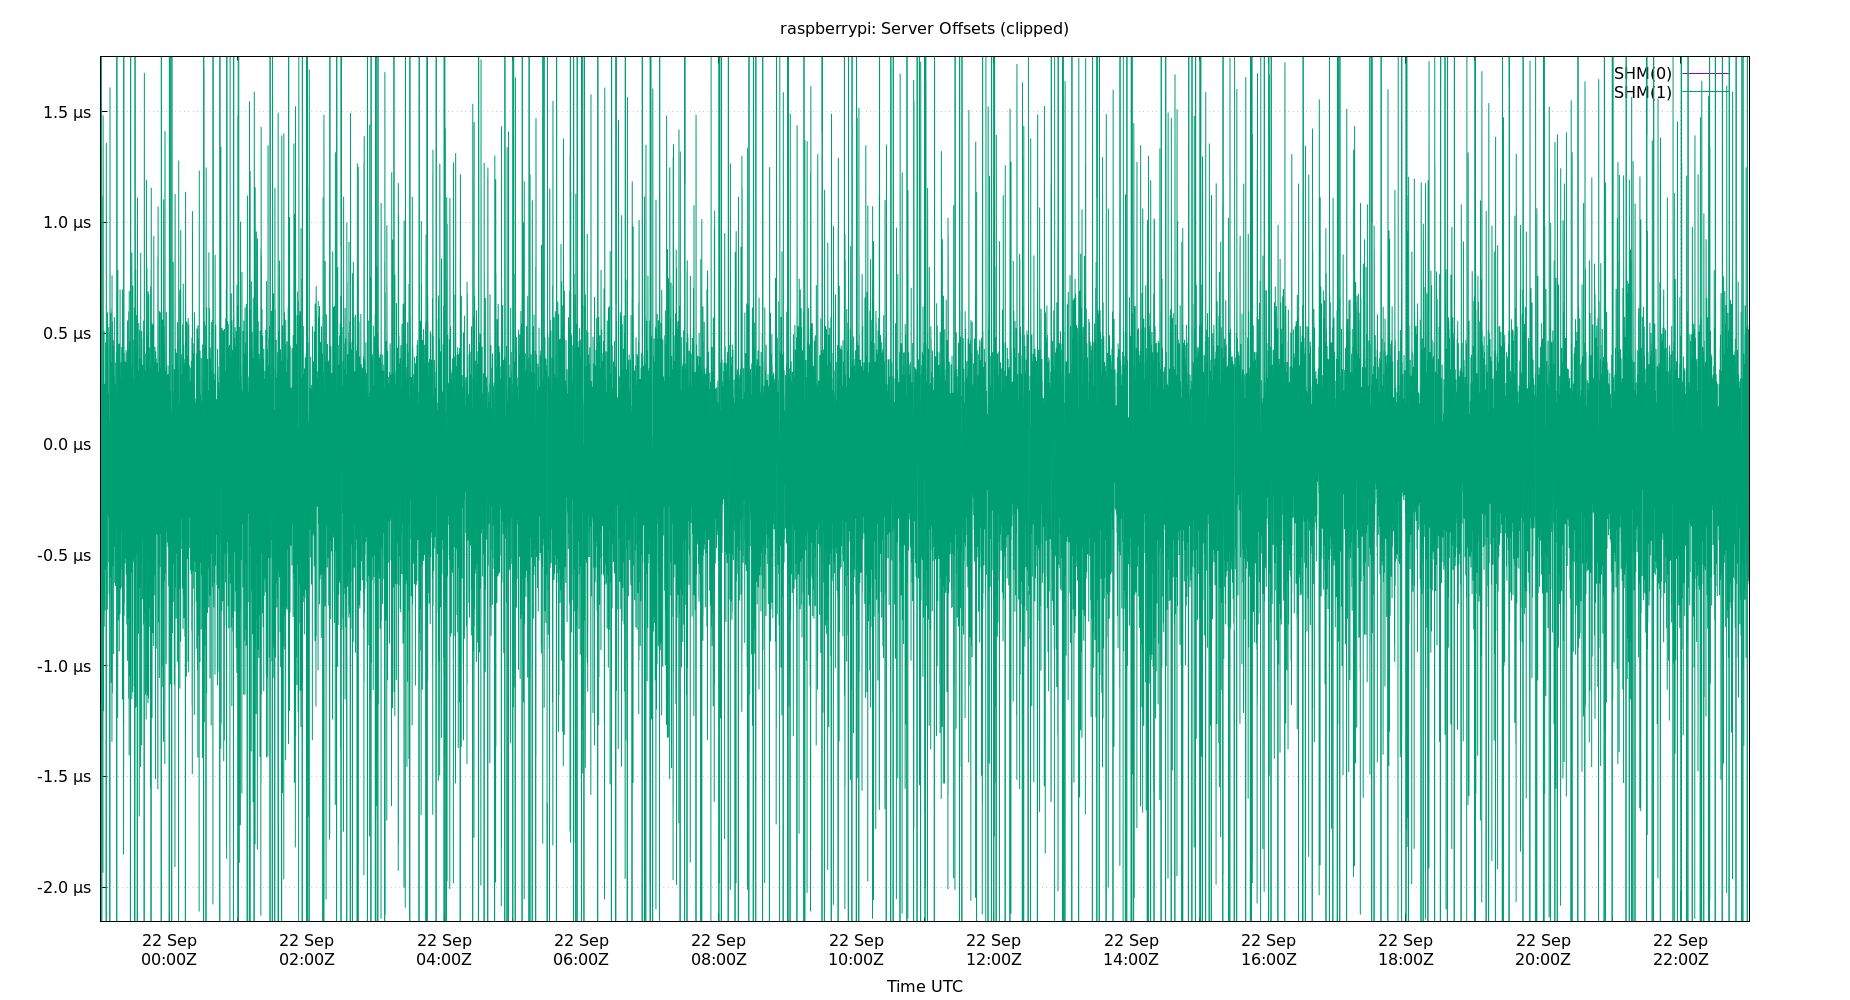 raspberrypi: Server Offsets (clipped)
SHM(0)
SHM(1)
1.5 µs
1.0 µs
0.5 µs
0.0 µs
-0.5 µs
-1.0 µs
-1.5 µs
-2.0 µs
22 Sep 22 Sep 22 Sep 22 Sep 22 Sep 22 Sep 22 Sep 22 Sep 22 Sep 22 Sep 22 Sep 22 Sep
00:00Z 02:00Z 04:00Z 06:00Z 08:00Z 10:00Z 12:00Z 14:00Z 16:00Z 18:00Z 20:00Z 22:00Z
Time UTC